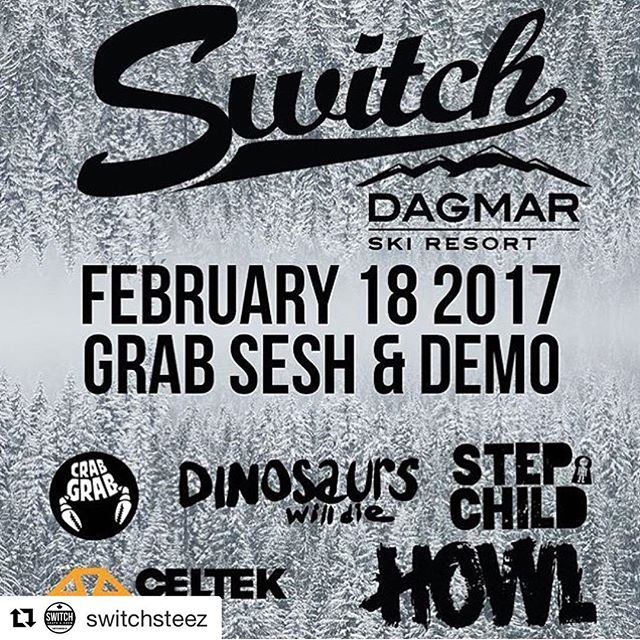 Switch
DAGMAR
SKI RESORT
FEBRUARY 18 2017
GRAB SESH & DEMO
CRAB
GRAB.
DINOSAURS
will die
STEP
CHILD
CELTEK
HOWL
SWITCH
switchsteez